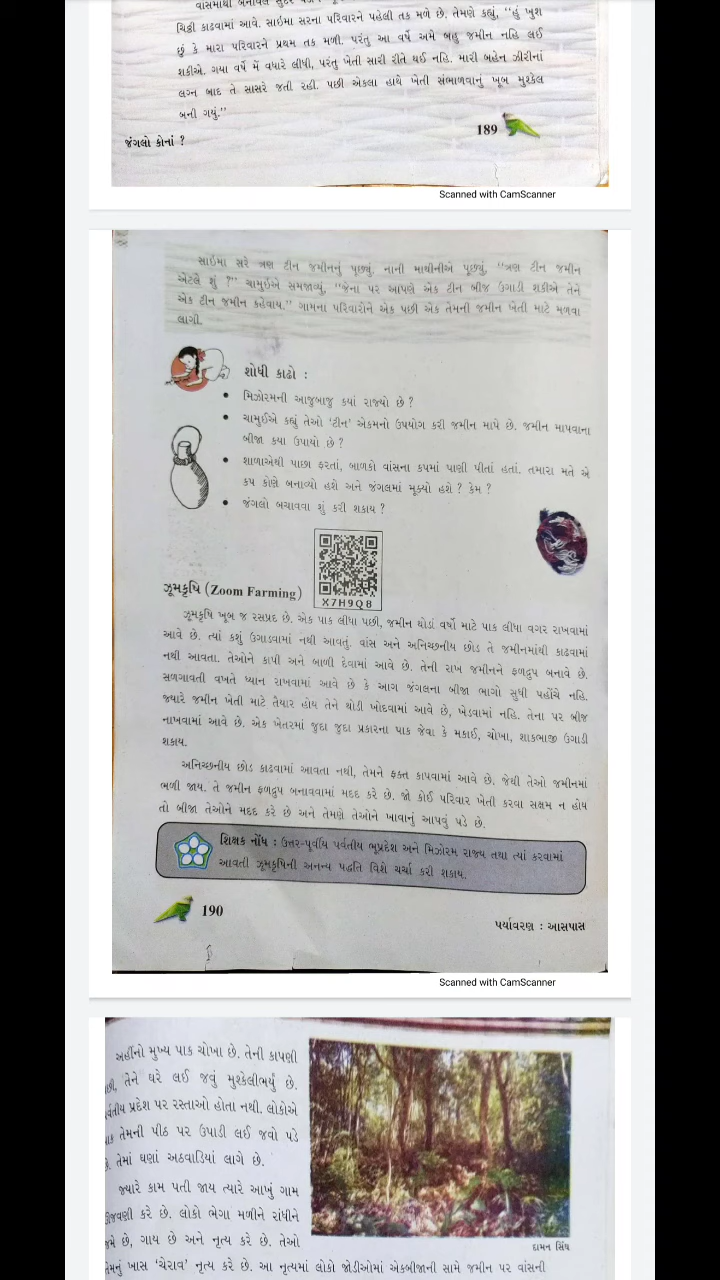 ચિઠ્ઠી કાઢવામાં આવે. સાઇમા સરના પરિવારને પહેલી તક મળે છે. તેમણે કહ્યું, “હું ખુશ
છું કે મારા પરિવારને પ્રથમ તક મળી. પરંતુ આ વર્ષે અમે બહુ જમીન નહિ લઈ
શકીએ. ગયા વર્ષે મેં વધારે લીધી, પરંતુ ખેતી સારી રીતે થઈ નહિ. મારી બહેન ઝીરીનાં
લગ્ન બાદ તે સાસરે જતી રહી. પછી એકલા હાથે ખેતી સંભાળવાનું ખૂબ મુશ્કેલ
બની ગયું.”
189
જંગલો કોનાં ?
Scanned with CamScanner
સાઇમા સરે ત્રણ ટીન જમીનનું પૂછ્યું. નાની માથીનીએ પૂછ્યું, “ત્રણ ટીન જમીન
એટલે શું ?” ચામુઈએ સમજાવ્યું, “જેના પર આપણે એક ટીન બીજ ઉગાડી શકીએ તેને
એક ટીન જમીન કહેવાય.” ગામના પરિવારોને એક પછી એક તેમની જમીન ખેતી માટે મળવા
લાગી.
શોધી કાઢો :
• મિઝોરમની આજુબાજુ કયાં રાજ્યો છે ?
• ચામુઈએ કહ્યું તેઓ ‘ટીન’ એકમનો ઉપયોગ કરી જમીન માપે છે. જમીન માપવાના
બીજા કયા ઉપાયો છે ?
• શાળાએથી પાછા ફરતાં, બાળકો વાંસના કપમાં પાણી પીતાં હતાં. તમારા મતે એ
કપ કોણે બનાવ્યો હશે અને જંગલમાં મૂક્યો હશે ? કેમ ?
• જંગલો બચાવવા શું કરી શકાય ?
X7H9Q8
ઝૂમકૃષિ (Zoom Farming)
ઝૂમકૃષિ ખૂબ જ રસપ્રદ છે. એક પાક લીધા પછી, જમીન થોડાં વર્ષો માટે પાક લીધા વગર રાખવામાં
આવે છે. ત્યાં કશું ઉગાડવામાં નથી આવતું. વાંસ અને અનિચ્છનીય છોડ તે જમીનમાંથી કાઢવામાં
નથી આવતા. તેઓને કાપી અને બાળી દેવામાં આવે છે. તેની રાખ જમીનને ફળદ્રુપ બનાવે છે.
સળગાવતી વખતે ધ્યાન રાખવામાં આવે છે કે આગ જંગલના બીજા ભાગો સુધી પહોંચે નહિ.
જ્યારે જમીન ખેતી માટે તૈયાર હોય તેને થોડી ખોદવામાં આવે છે, ખેડવામાં નહિ. તેના પર બીજ
નાખવામાં આવે છે. એક ખેતરમાં જુદા જુદા પ્રકારના પાક જેવા કે મકાઈ, ચોખા, શાકભાજી ઉગાડી
શકાય.
અનિચ્છનીય છોડ કાઢવામાં આવતા નથી, તેમને ફક્ત કાપવામાં આવે છે. જેથી તેઓ જમીનમાં
ભળી જાય. તે જમીન ફળદ્રુપ બનાવવામાં મદદ કરે છે. જો કોઈ પરિવાર ખેતી કરવા સક્ષમ ન હોય
તો બીજા તેઓને મદદ કરે છે અને તેમણે તેઓને ખાવાનું આપવું પડે છે.
શિક્ષક નોંધ : ઉત્તર-પૂર્વીય પર્વતીય ભૂપ્રદેશ અને મિઝોરમ રાજ્ય તથા ત્યાં કરવામાં
આવતી ઝૂમકૃષિની અનન્ય પદ્ધતિ વિશે ચર્ચા કરી શકાય.
190
પર્યાવરણ : આસપાસ
Scanned with CamScanner
અહીંનો મુખ્ય પાક ચોખા છે. તેની કાપણી
તેને ઘરે લઈ જવું મુશ્કેલીભર્યું છે.
પ્રદેશ પર રસ્તાઓ હોતા નથી. લોકોએ
તેમની પીઠ પર ઉપાડી લઈ જવો પડે
તેમાં ઘણાં અઠવાડિયાં લાગે છે.
જ્યારે કામ પતી જાય ત્યારે આખું ગામ
કરે છે. લોકો ભેગા મળીને રાંધીને
છે, ગાય છે અને નૃત્ય કરે છે. તેઓ
દામન સિંઘ
ખાસ ‘ચેરાવ’ નૃત્ય કરે છે. આ નૃત્યમાં લોકો જોડીઓમાં એકબીજાની સામે જમીન પર વાંસની